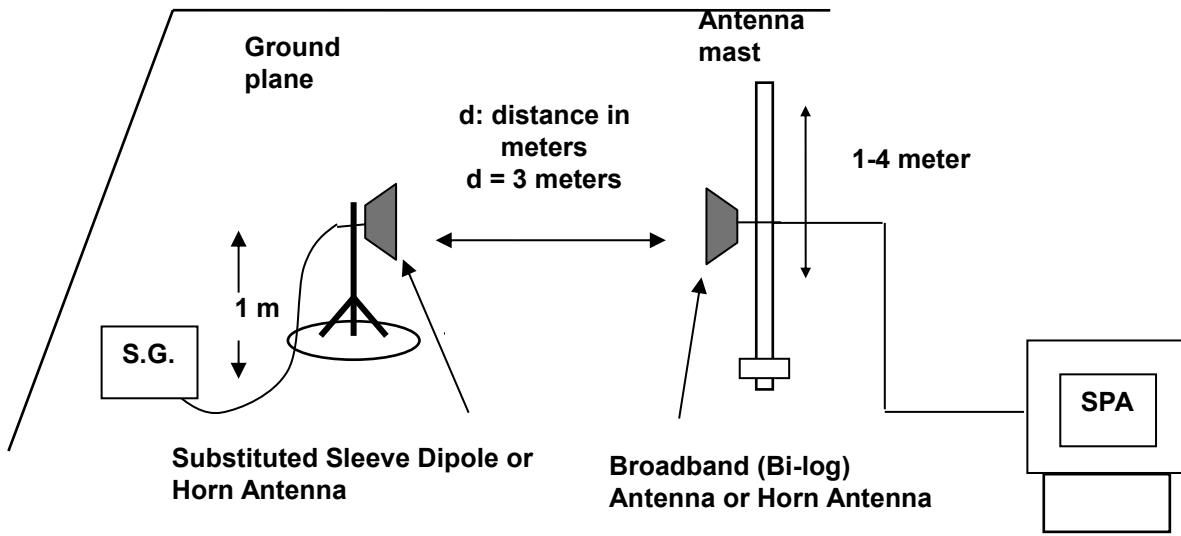 Ground
plane
Antenna
mast
d: distance in
meters
d = 3 meters
1-4 meter
1 m
S.G.
SPA
Substituted Sleeve Dipole or
Horn Antenna
Broadband (Bi-log)
Antenna or Horn Antenna